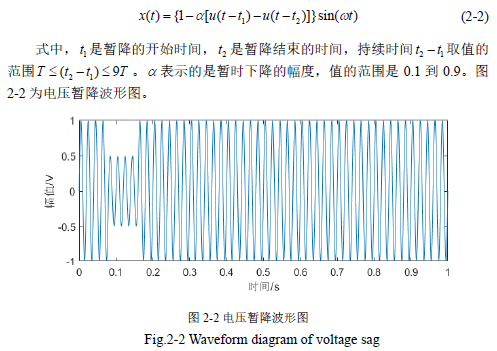 x(t) = {1−α[u(t−t₁)−u(t−t₂)]}sin(ωt) (2-2)
式中，t₁是暂降的开始时间，t₂是暂降结束的时间，持续时间t₂−t₁取值的
范围T≤(t₂−t₁)≤9T 。α表示的是暂时下降的幅度，值的范围是 0.1 到 0.9。图
2-2 为电压暂降波形图。
1
0.5
0
-0.5
-1
幅值/V
0 0.1 0.2 0.3 0.4 0.5 0.6 0.7 0.8 0.9 1
时间/s
图 2-2 电压暂降波形图
Fig.2-2 Waveform diagram of voltage sag